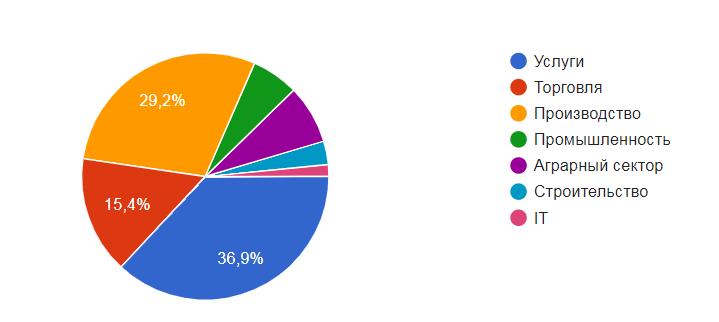 29,2%
15,4%
36,9%
Услуги
Торговля
Производство
Промышленность
Аграрный сектор
Строительство
IT